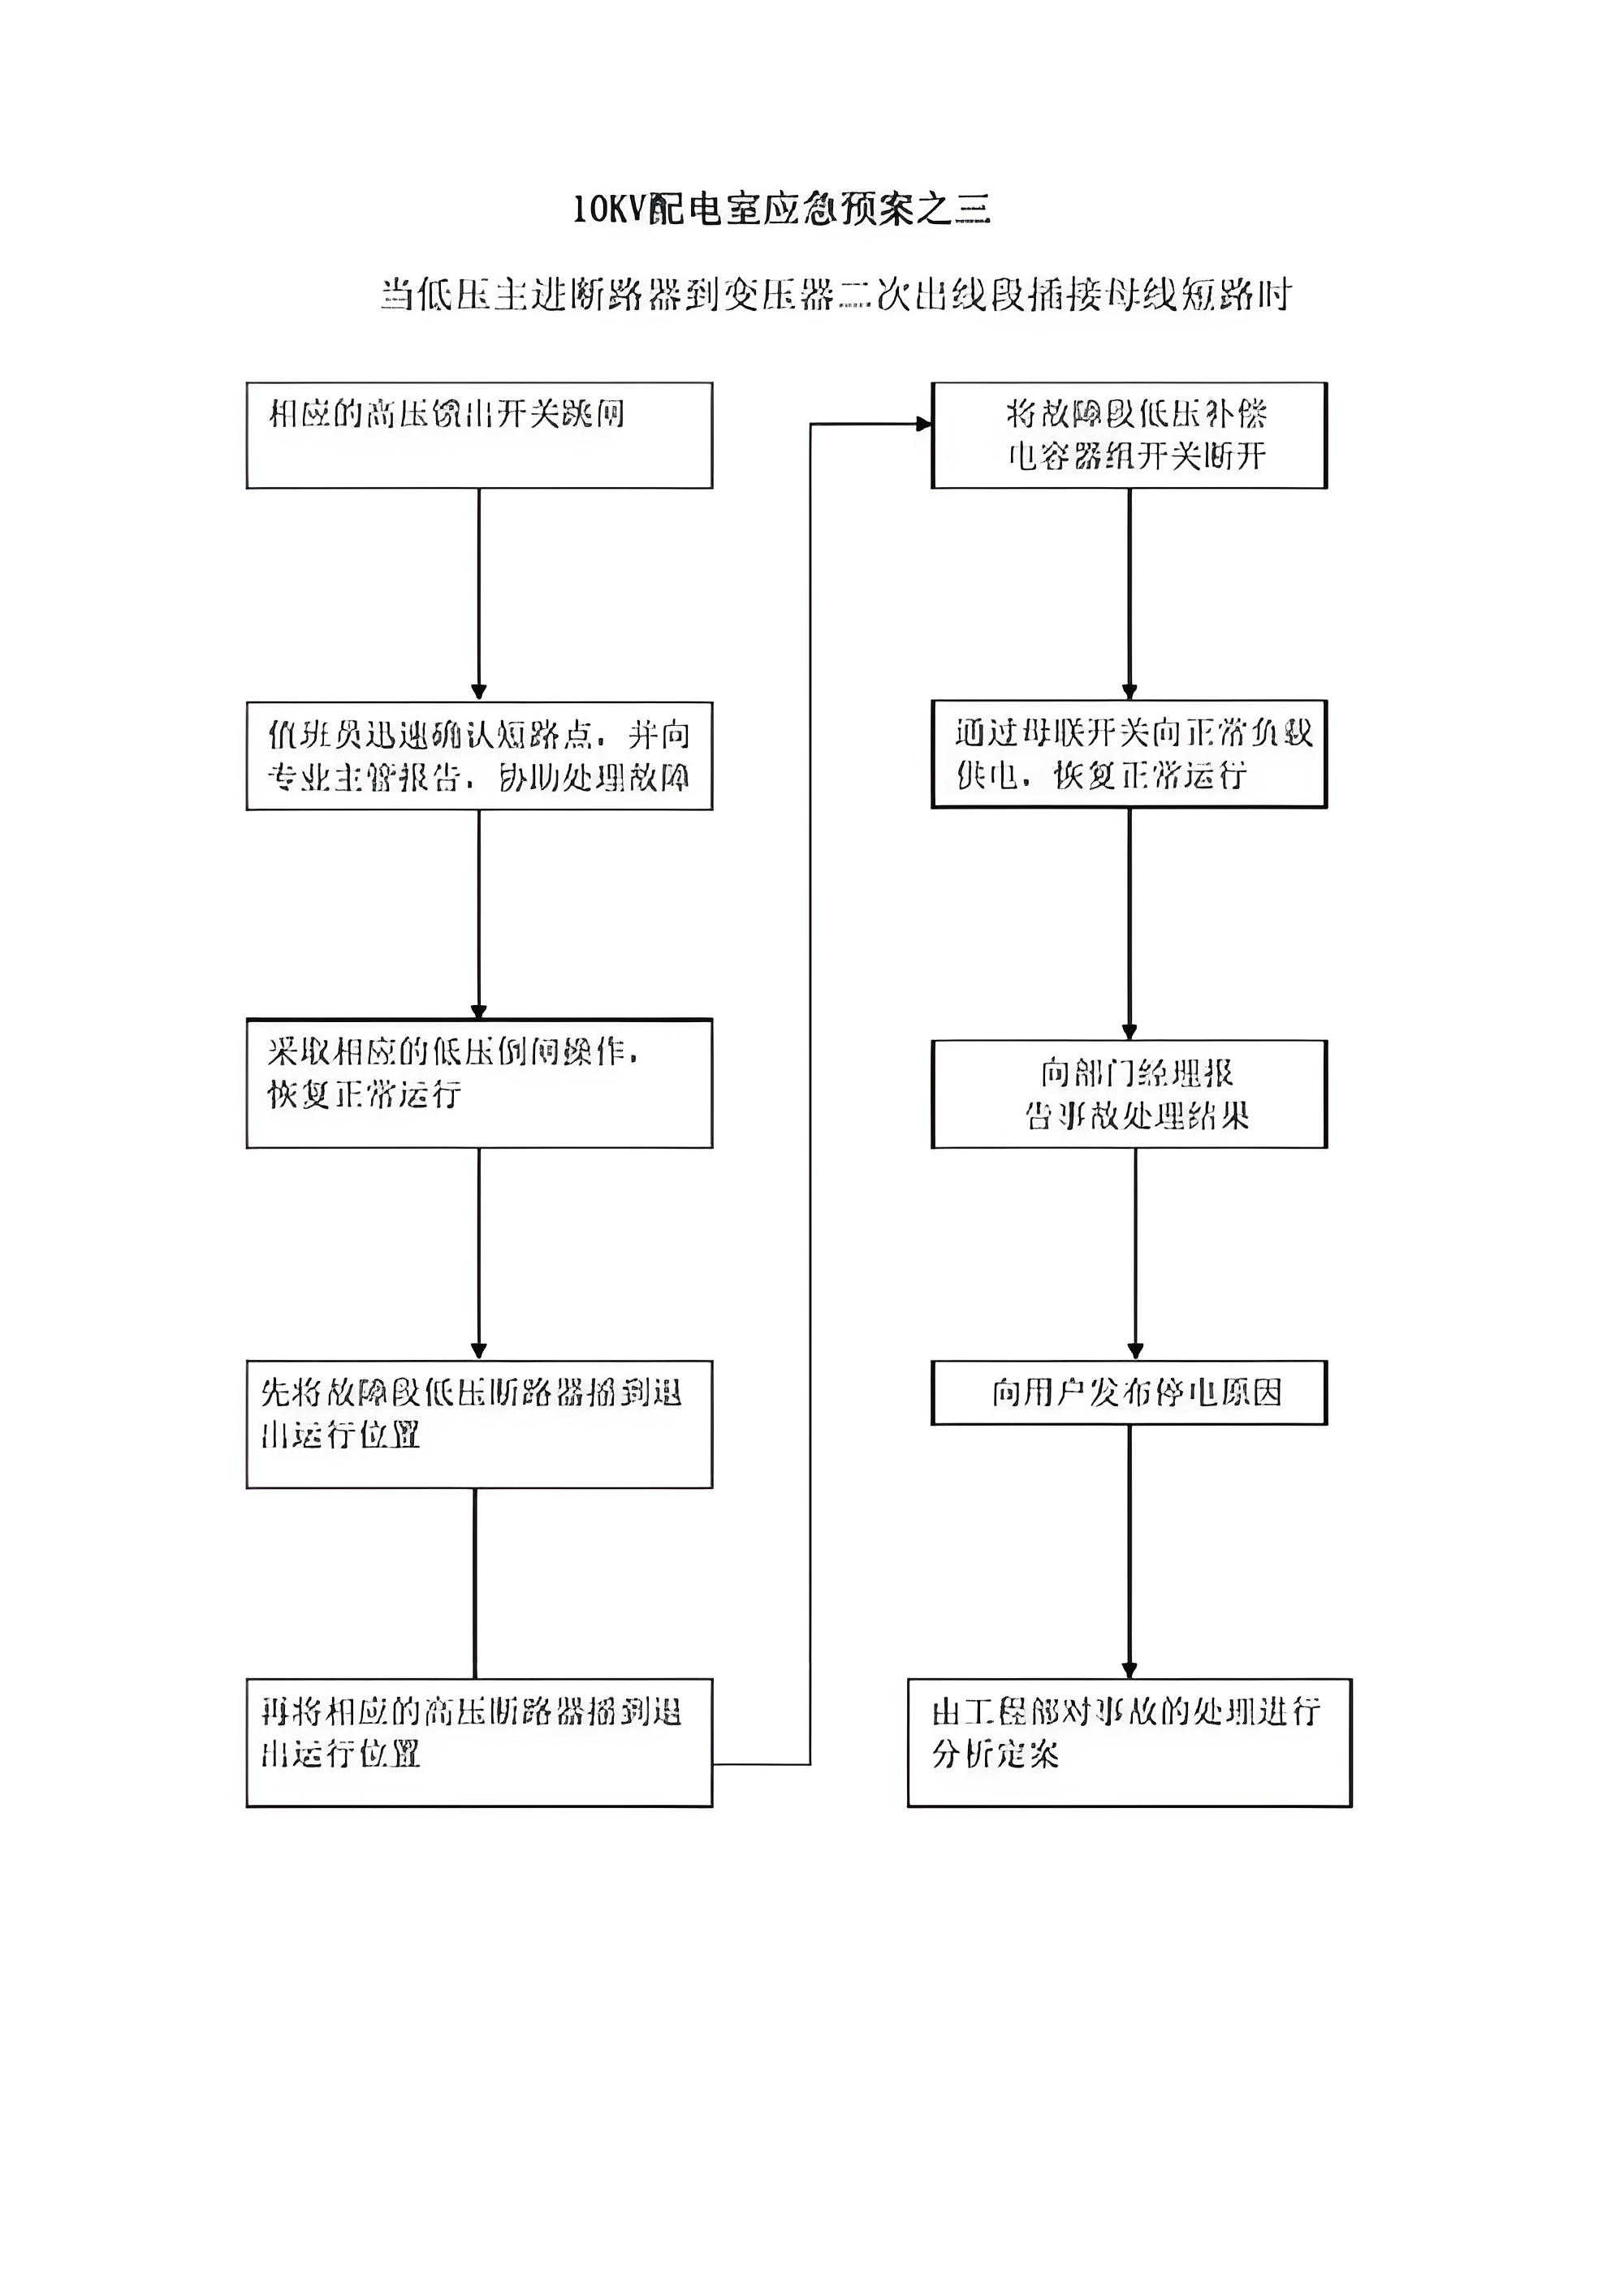 10KV配电室应急预案之三
当低压主进断路器到变压器二次出线段插接母线短路时
相应的高压馈出开关跳闸
值班员迅速确认短路点，并向
专业主管报告，协助处理故障
采取相应的低压倒闸操作，
恢复正常运行
先将故障段低压断路器摇到退
出运行位置
再将相应的高压断路器摇到退
出运行位置
将故障段低压补偿
电容器组开关断开
通过母联开关向正常负载
供电，恢复正常运行
向部门经理报
告事故处理结果
向用户发布停电原因
由工程部对事故的处理进行
分析定案